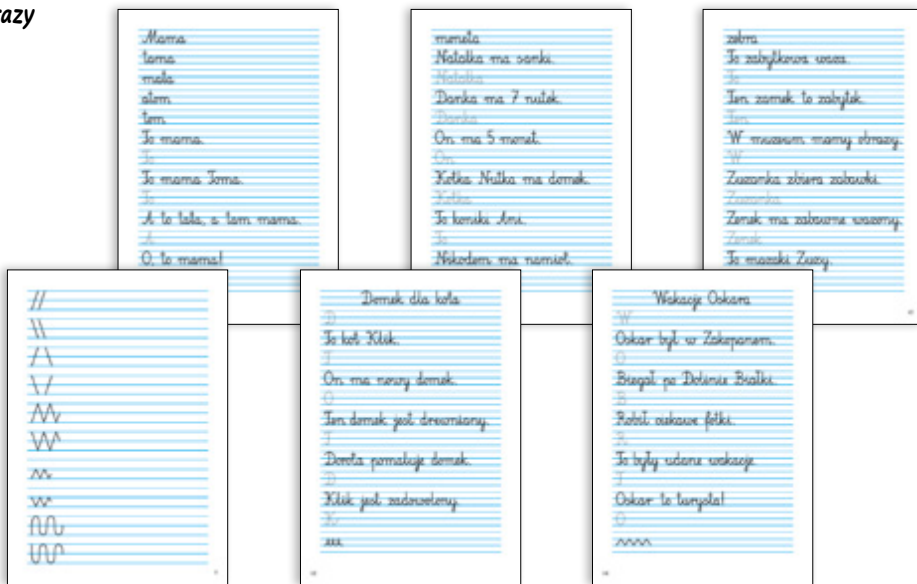 razy
Mama
tama
mata
atom
tom
To mama.
To
To mama Toma.
To
A to tata, a tam mama.
A
O, to mama!
moneta
Natalka ma sanki.
Natalka
Danka ma 7 nutek.
Danka
On ma 5 monet.
On
Kotka Nutka ma domek.
Kotka
To koniki Ani.
To
Nikodem ma namiot.
zebra
To zabytkowa waza.
To
Ten zamek to zabytek.
Ten
W muzeum mamy obrazy.
W
Zuzanka zbiera zabawki.
Zuzanka
Zenek ma zabawne wazony.
Zenek
To mazaki Zuzy.
Domek dla kota
D
To kot Klik.
T
On ma nowy domek.
O
Ten domek jest drewniany.
T
Dorota pomaluje domek.
D
Klik jest zadowolony.
K
Wakacje Oskara
W
Oskar był w Zakopanem.
O
Biegał po Dolinie Białki.
B
Robił ciekawe fotki.
R
To były udane wakacje.
T
Oskar to turysta!
O